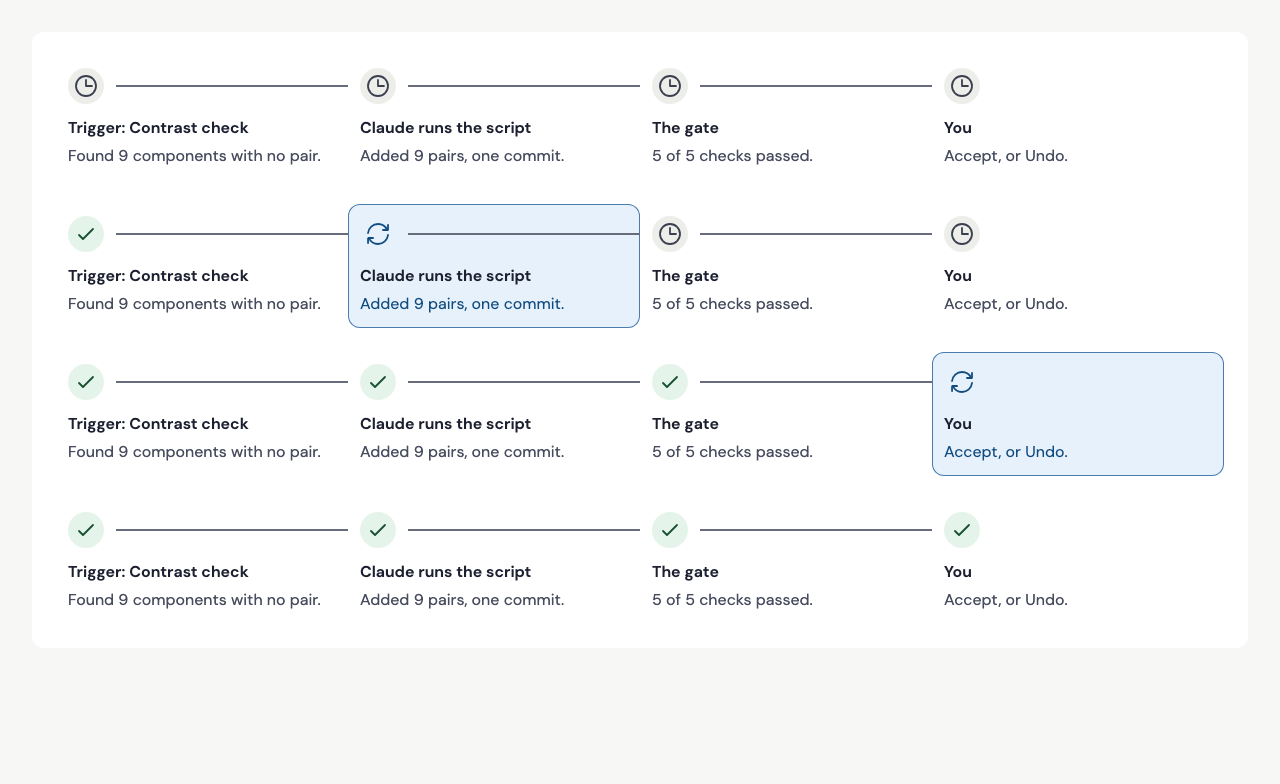 Trigger: Contrast check
Found 9 components with no pair.
Claude runs the script
Added 9 pairs, one commit.
The gate
5 of 5 checks passed.
You
Accept, or Undo.
Trigger: Contrast check
Found 9 components with no pair.
Claude runs the script
Added 9 pairs, one commit.
The gate
5 of 5 checks passed.
You
Accept, or Undo.
Trigger: Contrast check
Found 9 components with no pair.
Claude runs the script
Added 9 pairs, one commit.
The gate
5 of 5 checks passed.
You
Accept, or Undo.
Trigger: Contrast check
Found 9 components with no pair.
Claude runs the script
Added 9 pairs, one commit.
The gate
5 of 5 checks passed.
You
Accept, or Undo.